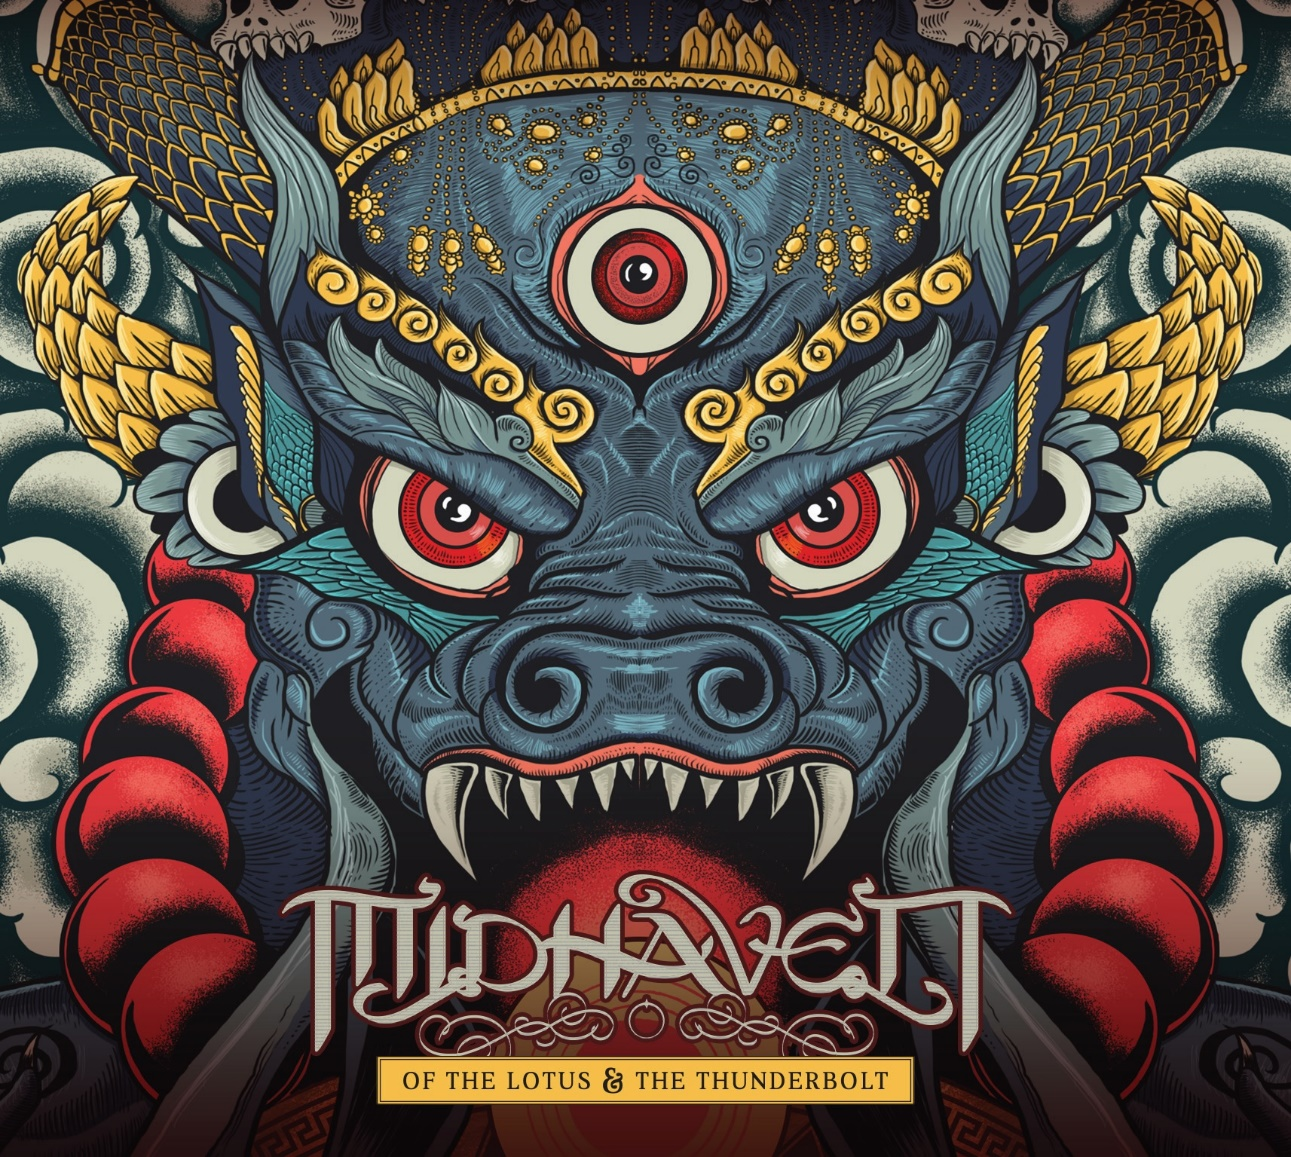 MIDHAVEN
OF THE LOTUS & THE THUNDERBOLT